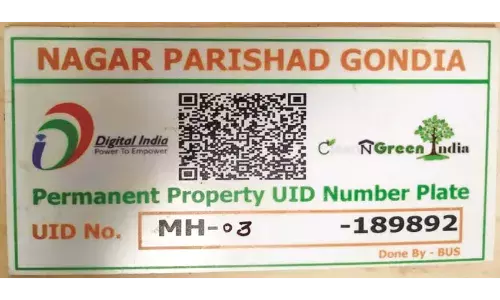 NAGAR PARISHAD GONDIA
Digital India
Power To Empower
Clean N Green India
Permanent Property UID Number Plate
UID No. MH-03 -189892
Done By - BUS